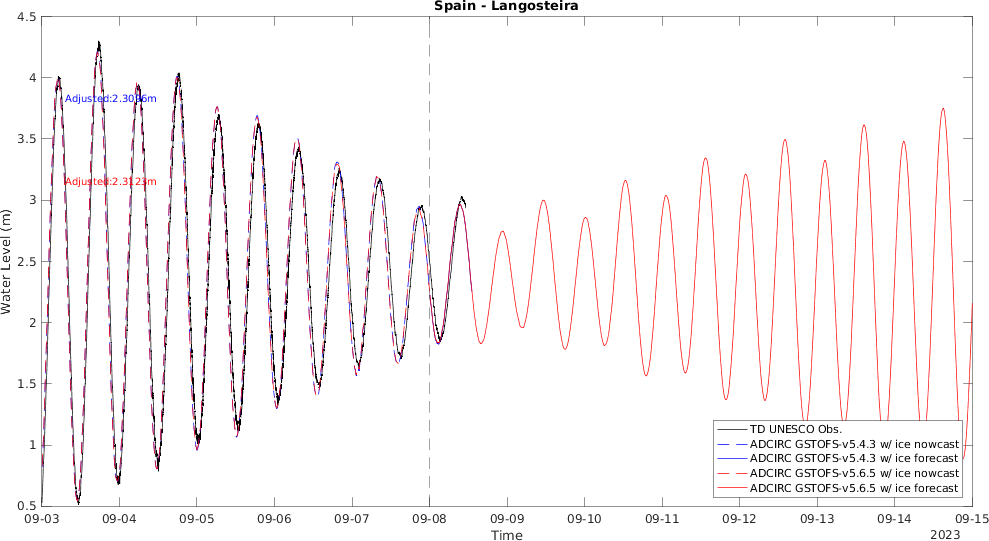 Spain - Langosteira
4.5
4
3.5
3
2.5
2
1.5
1
0.5
Water Level (m)
Adjusted:2.3096m
Adjusted:2.3123m
TD UNESCO Obs.
ADCIRC GSTOFS-v5.4.3 w/ ice nowcast
ADCIRC GSTOFS-v5.4.3 w/ ice forecast
ADCIRC GSTOFS-v5.6.5 w/ ice nowcast
ADCIRC GSTOFS-v5.6.5 w/ ice forecast
09-03 09-04 09-05 09-06 09-07 09-08 09-09 09-10 09-11 09-12 09-13 09-14 09-15
Time
2023